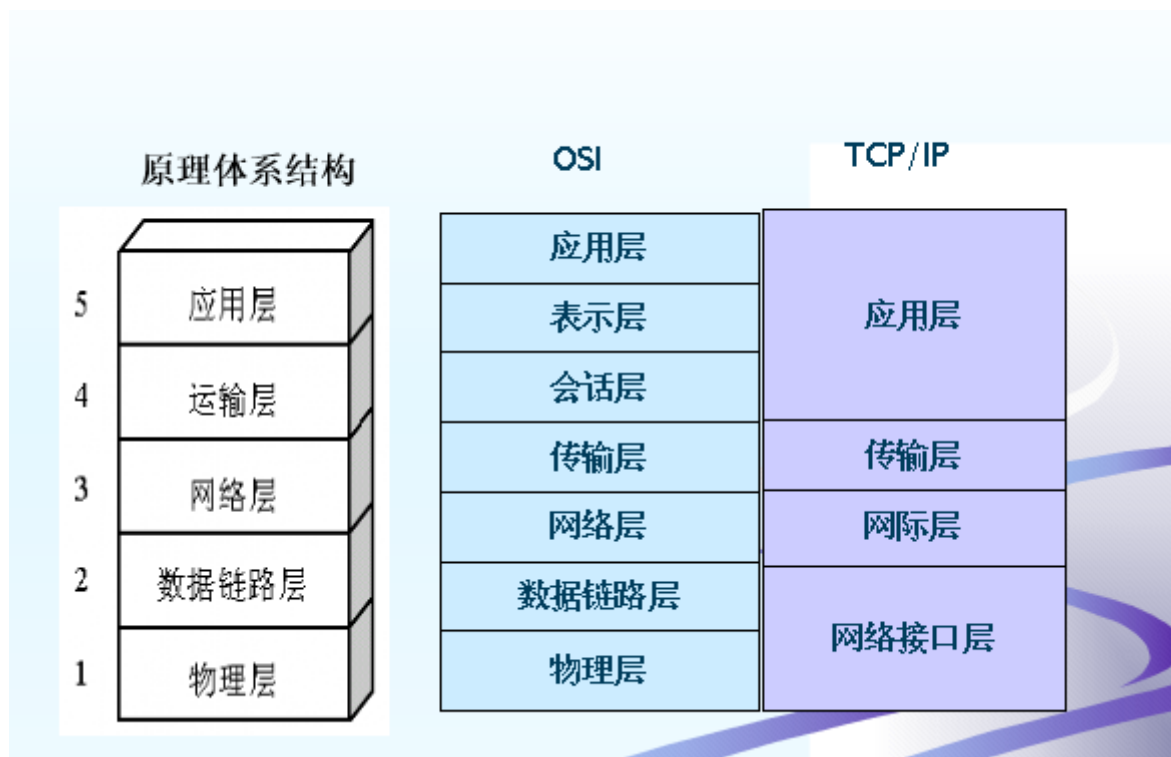 原理体系结构
5
应用层
4
运输层
3
网络层
2
数据链路层
1
物理层
OSI
应用层
表示层
会话层
传输层
网络层
数据链路层
物理层
TCP/IP
应用层
传输层
网际层
网络接口层